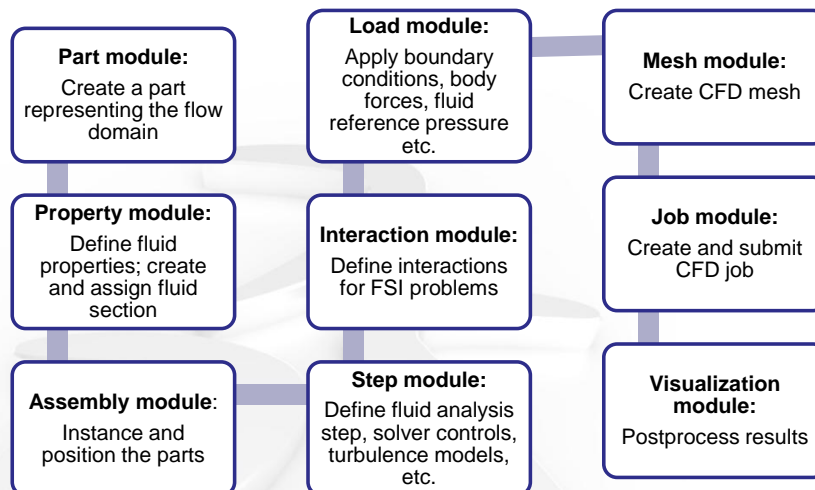 Part module:
Create a part
representing the flow
domain
Property module:
Define fluid
properties; create
and assign fluid
section
Assembly module:
Instance and
position the parts
Step module:
Define fluid analysis
step, solver controls,
turbulence models,
etc.
Interaction module:
Define interactions
for FSI problems
Load module:
Apply boundary
conditions, body
forces, fluid
reference pressure
etc.
Mesh module:
Create CFD mesh
Job module:
Create and submit
CFD job
Visualization
module:
Postprocess results